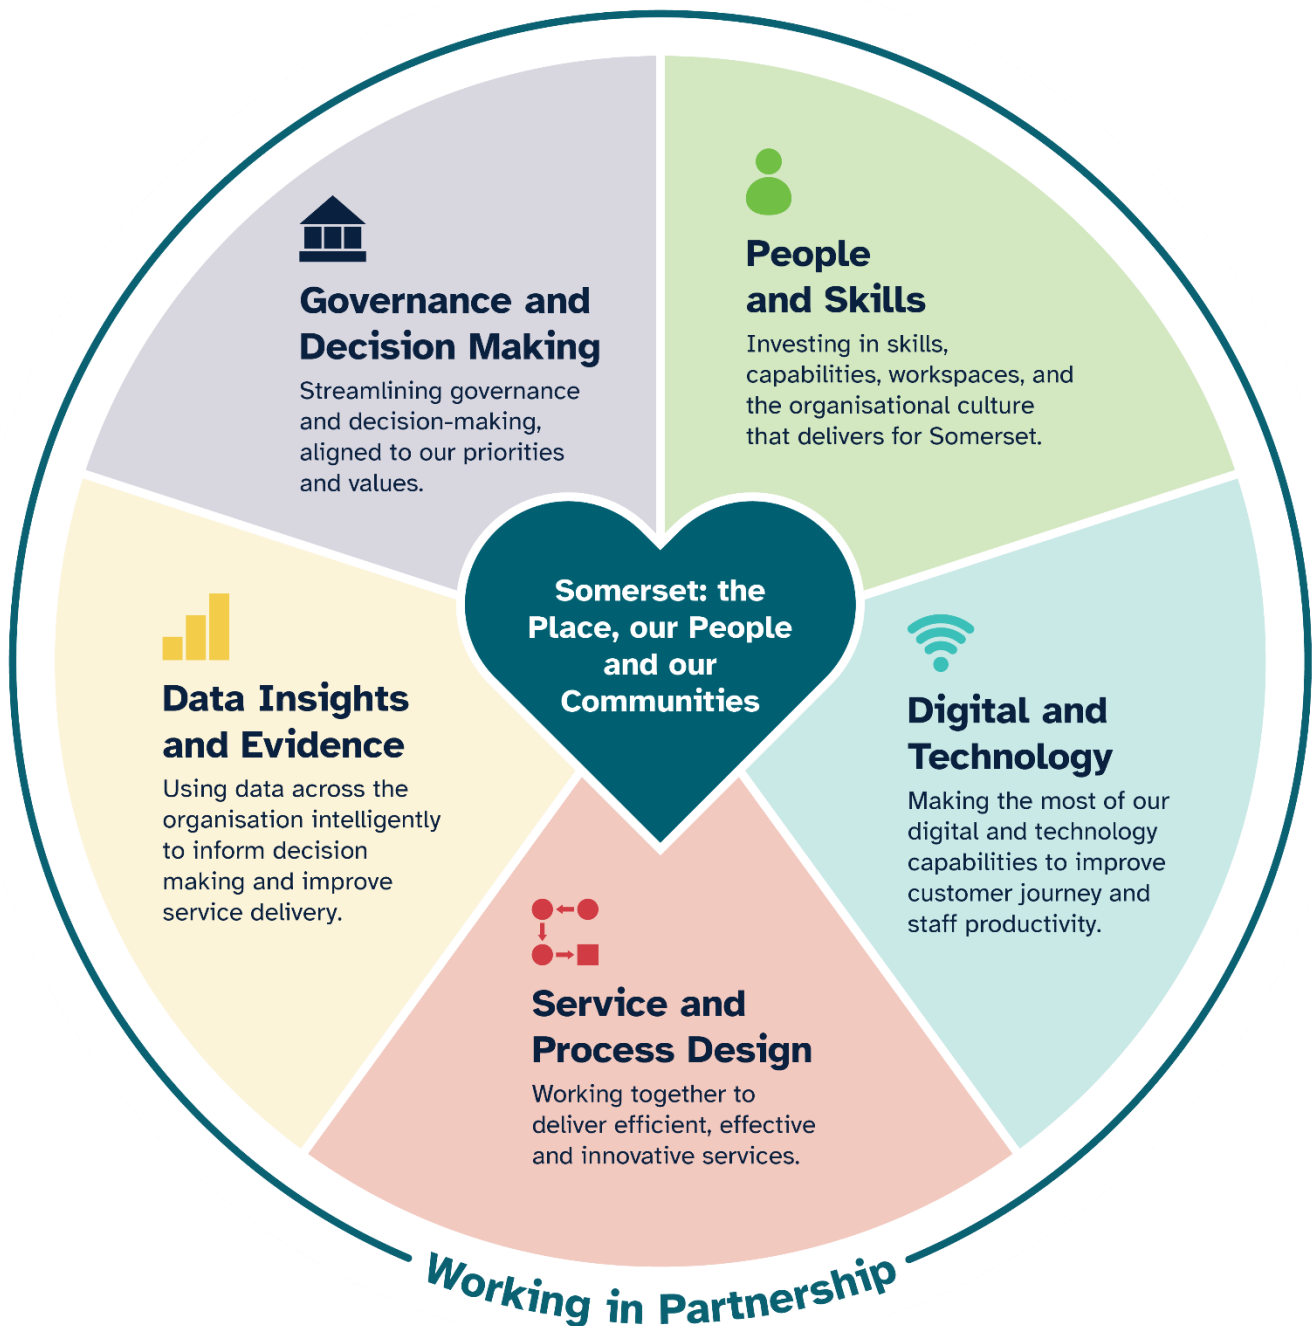 Governance and
Decision Making
Streamlining governance
and decision-making,
aligned to our priorities
and values.
People
and Skills
Investing in skills,
capabilities, workspaces, and
the organisational culture
that delivers for Somerset.
Somerset: the
Place, our People
and our
Communities
Data Insights
and Evidence
Using data across the
organisation intelligently
to inform decision
making and improve
service delivery.
Digital and
Technology
Making the most of our
digital and technology
capabilities to improve
customer journey and
staff productivity.
Service and
Process Design
Working together to
deliver efficient, effective
and innovative services.
Working in Partnership